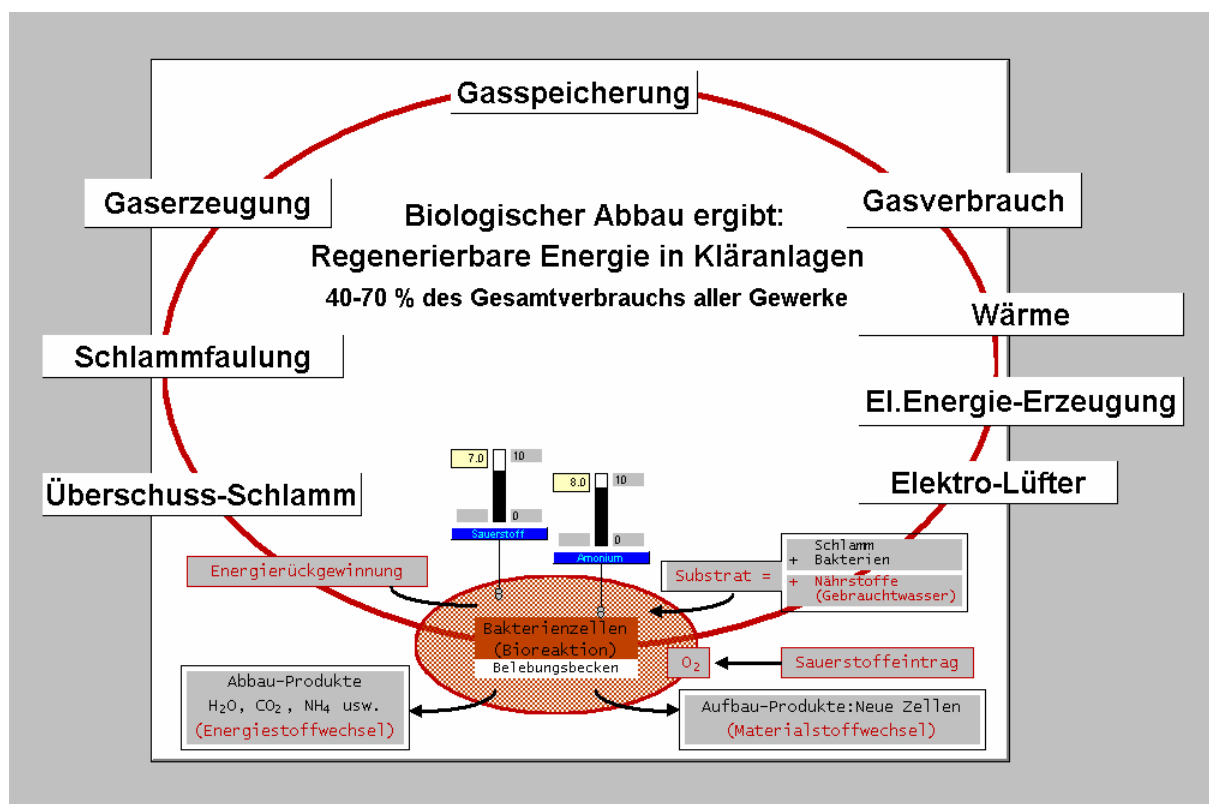 Gasspeicherung
Gaserzeugung
Gasverbrauch
Biologischer Abbau ergibt:
Regenerierbare Energie in Kläranlagen
40-70 % des Gesamtverbrauchs aller Gewerke
Wärme
Schlammfaulung
El.Energie-Erzeugung
Überschuss-Schlamm
Elektro-Lüfter
7.0
10
0
Sauerstoff
8.0
10
0
Amonium
Energierückgewinnung
Substrat =
Schlamm
+ Bakterien
+ Nährstoffe
(Gebrauchtwasser)
Bakterienzellen
(Bioreaktion)
Belebungsbecken
O₂
Sauerstoffeintrag
Abbau-Produkte
H₂O, CO₂, NH₄ usw.
(Energiestoffwechsel)
Aufbau-Produkte:Neue Zellen
(Materialstoffwechsel)